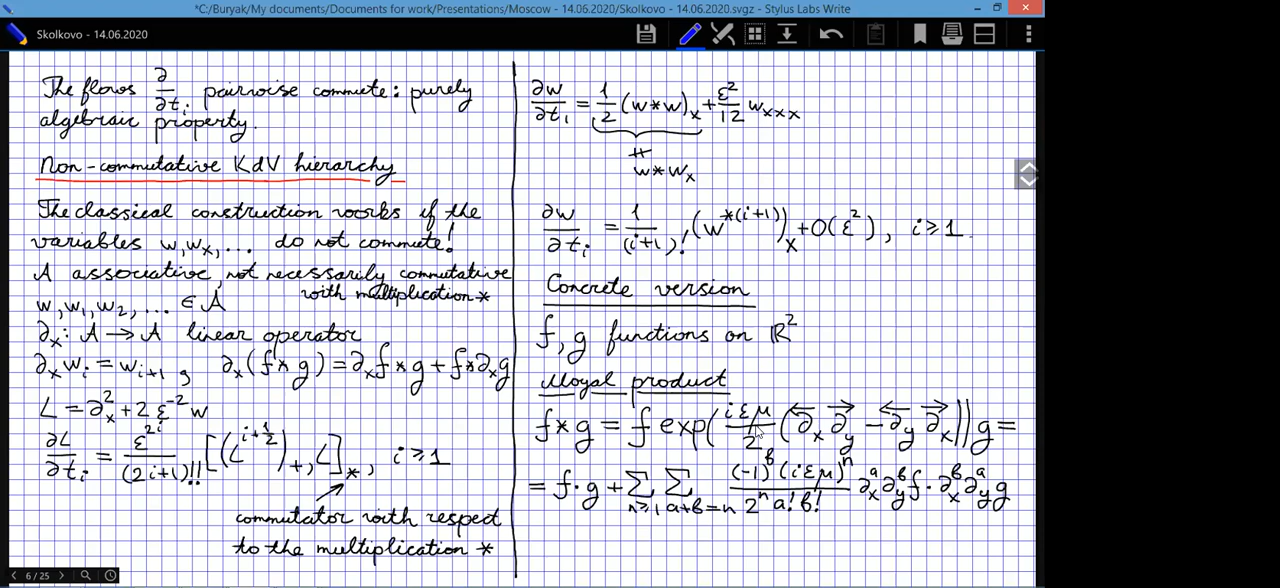 *C:/Buryak/My documents/Documents for work/Presentations/Moscow - 14.06.2020/Skolkovo - 14.06.2020.svgz - Stylus Labs Write
Skolkovo - 14.06.2020
The flows ∂/∂t_i pairwise commute: purely
algebraic property.
Non-commutative KdV hierarchy
The classical construction works if the
variables w, w_x, ... do not commute!
A associative, not necessarily commutative
with multiplication *
w, w_1, w_2, ... ∈ A
∂_x: A → A linear operator
∂_x w_i = w_{i+1}, ∂_x(f*g) = ∂_x f*g + f*∂_x g
L = ∂_x^2 + 2ε^{-2}w
∂L/∂t_i = ε^{2i}/(2i+1)!! [(L^{i+1/2})_+, L]_*, i ≥ 1
commutator with respect
to the multiplication *
∂w/∂t_1 = 1/2 (w*w)_x + ε^2/12 w_{xxx}
≠
w*w_x
∂w/∂t_i = 1/(i+1)! (w^{*(i+1)})_x + O(ε^2), i ≥ 1.
Concrete version
f, g functions on ℝ^2
Moyal product
f*g = f exp(iεμ/2 (←∂_x →∂_y - ←∂_y →∂_x)) g =
= f·g + Σ_{n≥1} Σ_{a+b=n} (-1)^b (iεμ)^n / 2^n a! b! ∂_x^a ∂_y^b f · ∂_x^b ∂_y^a g
6 / 25